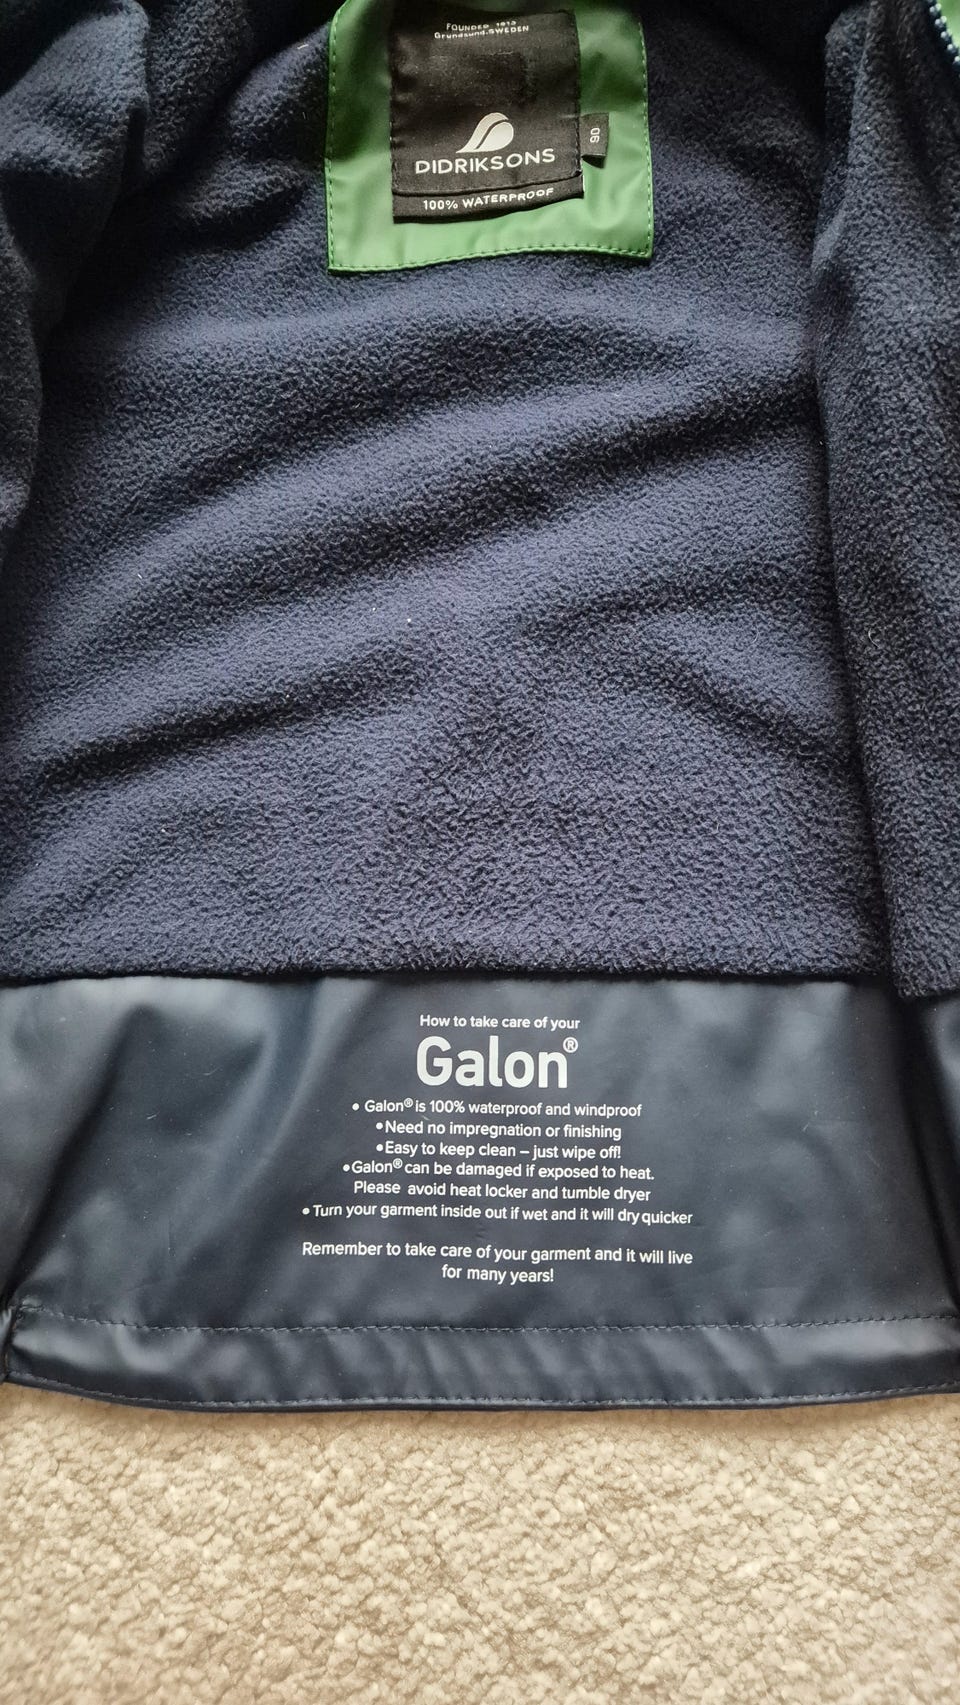 FOUNDED 1913
Grundsund.SWEDEN
DIDRIKSONS
100% WATERPROOF
90
How to take care of your
Galon®
• Galon® is 100% waterproof and windproof
• Need no impregnation or finishing
• Easy to keep clean – just wipe off!
• Galon® can be damaged if exposed to heat.
Please avoid heat locker and tumble dryer
• Turn your garment inside out if wet and it will dry quicker
Remember to take care of your garment and it will live
for many years!